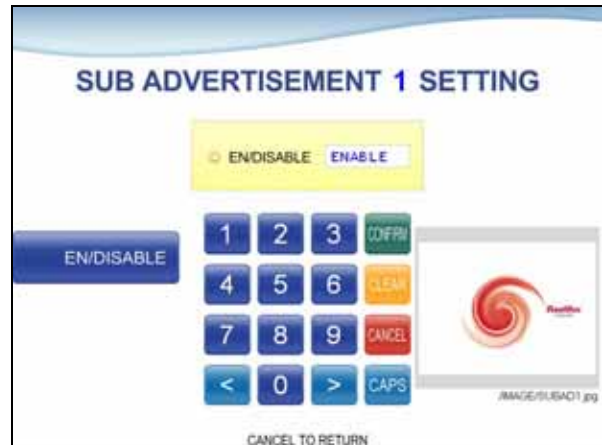 SUB ADVERTISEMENT 1 SETTING
EN/DISABLE ENABLE
EN/DISABLE
1 2 3 CONFIRM
4 5 6 CLEAR
7 8 9 CANCEL
< 0 > CAPS
/IMAGE/SUBAD1.jpg
CANCEL TO RETURN